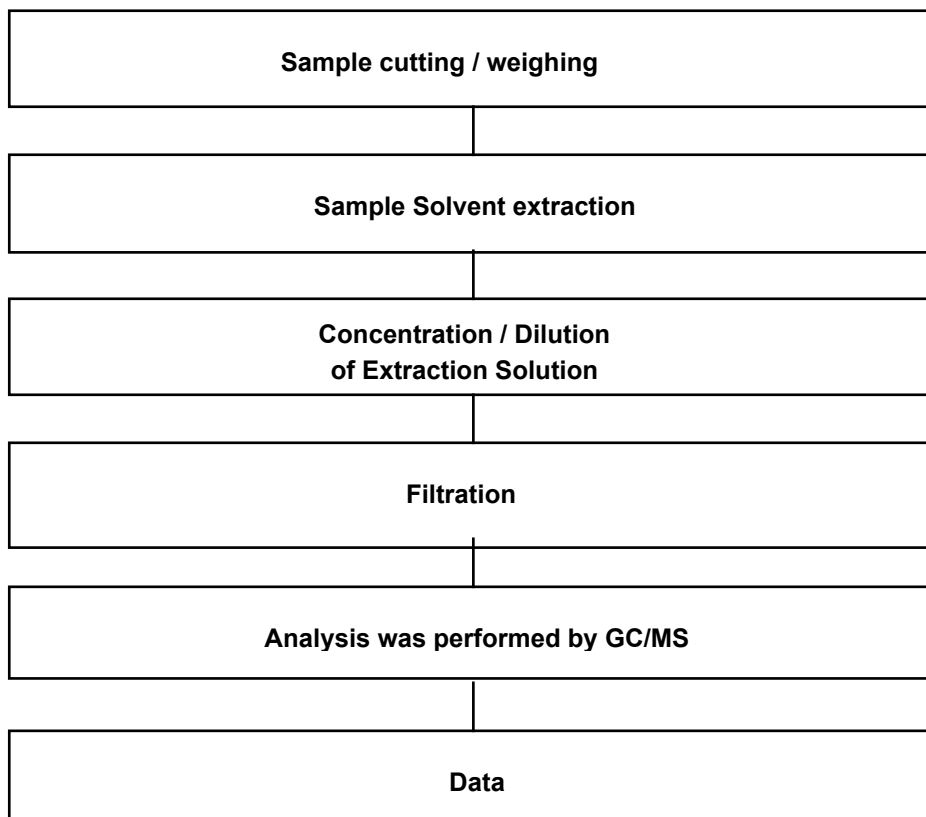 Sample cutting / weighing
Sample Solvent extraction
Concentration / Dilution
of Extraction Solution
Filtration
Analysis was performed by GC/MS
Data